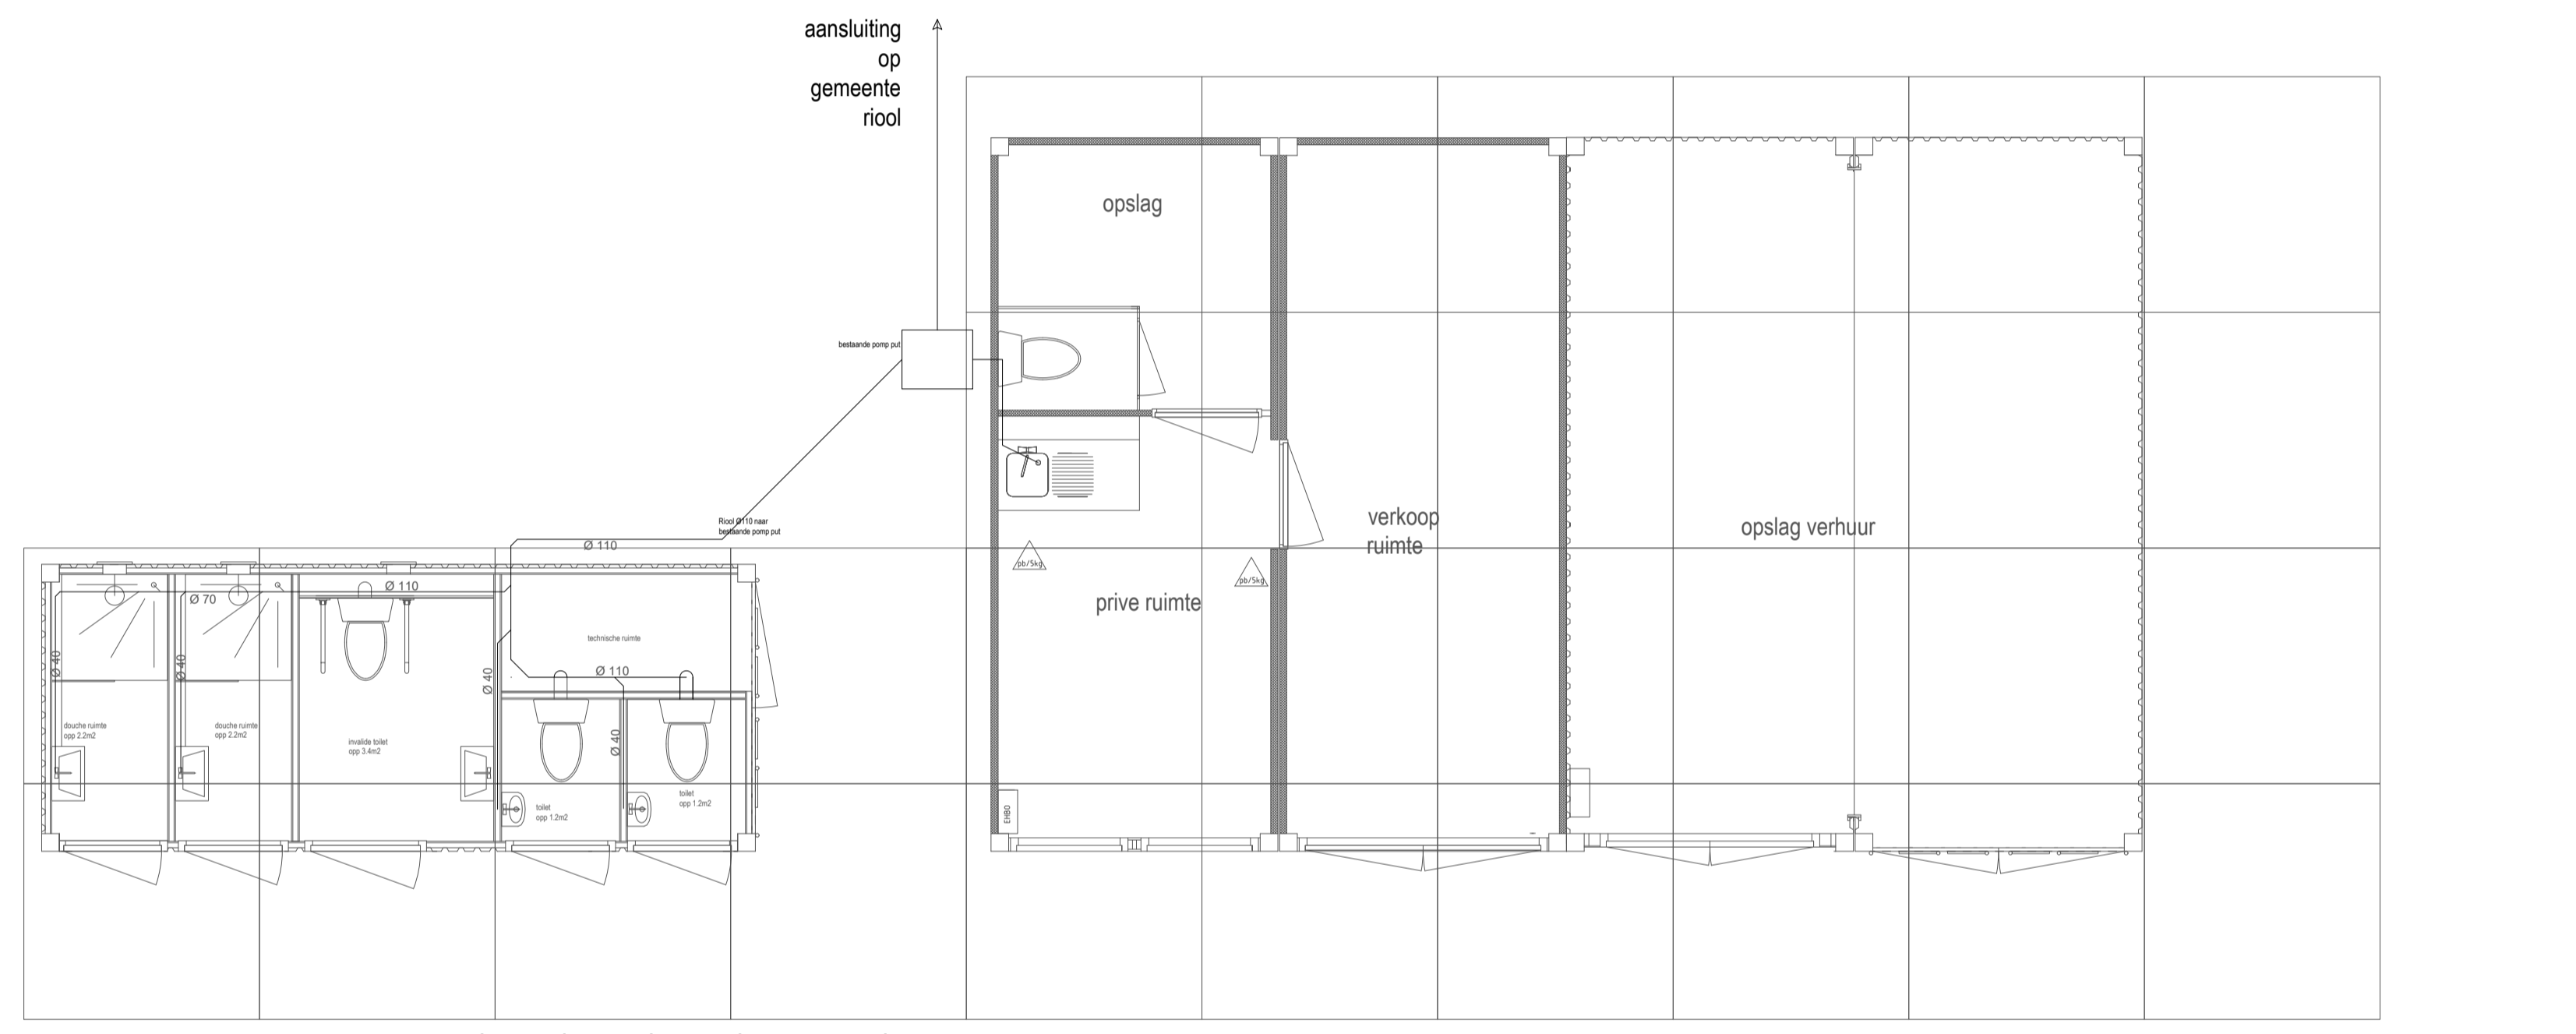 aansluiting
op
gemeente
riool
opslag
bestaande pomp put
verkoop
ruimte
opslag verhuur
Riool Ø110 naar
bestaande pomp put
Ø 110
pb/5kg
pb/5kg
prive ruimte
Ø 110
Ø 70
technische ruimte
Ø 40
Ø 40
Ø 40
Ø 110
douche ruimte
opp 2.2m2
douche ruimte
opp 2.2m2
invalide toilet
opp 3.4m2
Ø 40
toilet
opp 1.2m2
toilet
opp 1.2m2
EHBO